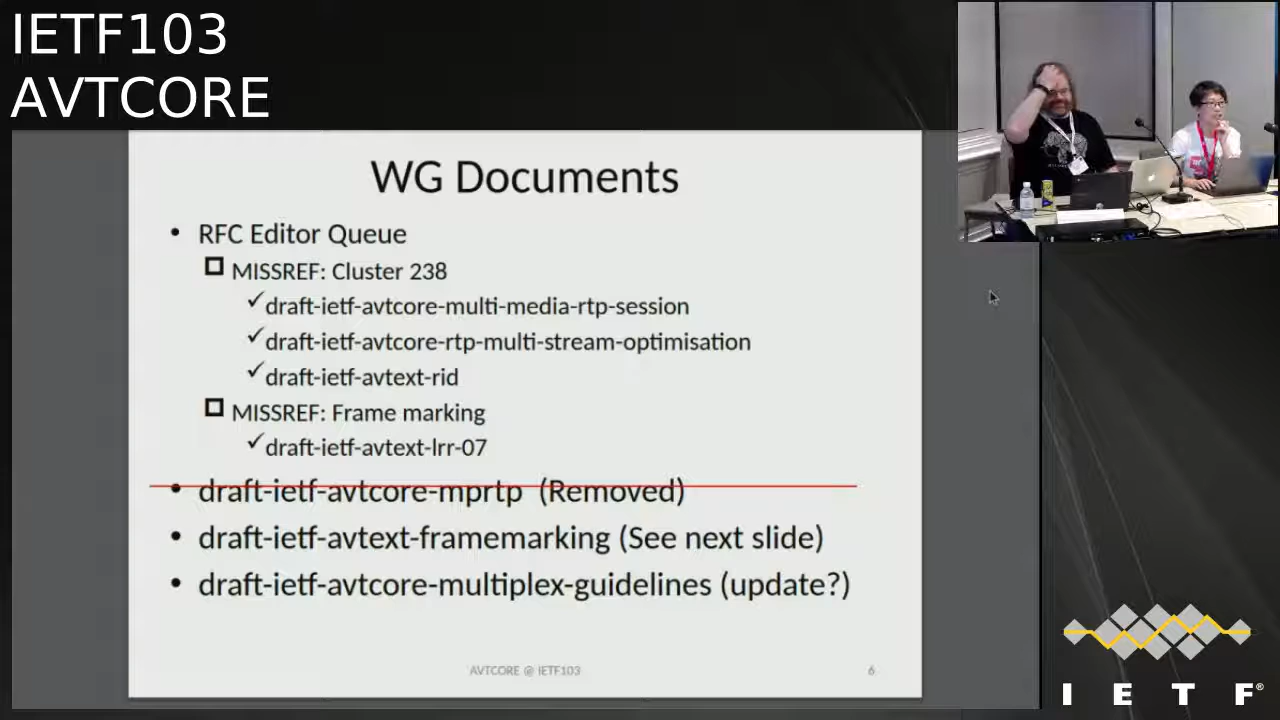 IETF103
AVTCORE
WG Documents
• RFC Editor Queue
MISSREF: Cluster 238
✓draft-ietf-avtcore-multi-media-rtp-session
✓draft-ietf-avtcore-rtp-multi-stream-optimisation
✓draft-ietf-avtext-rid
MISSREF: Frame marking
✓draft-ietf-avtext-lrr-07
• draft-ietf-avtcore-mprtp (Removed)
• draft-ietf-avtext-framemarking (See next slide)
• draft-ietf-avtcore-multiplex-guidelines (update?)
AVTCORE @ IETF103
6
I E T F®